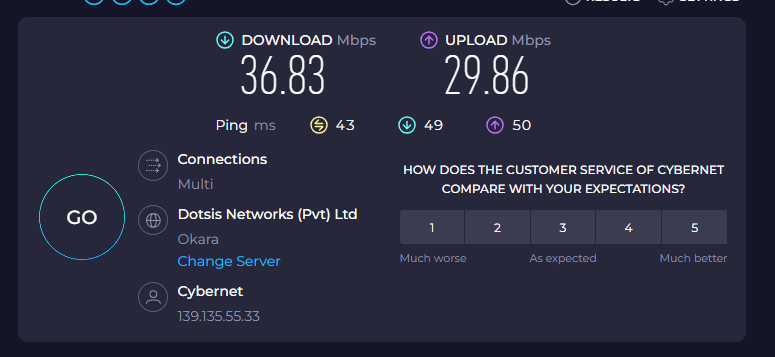 RESULTS SETTINGS
DOWNLOAD Mbps UPLOAD Mbps
36.83 29.86
Ping ms 43 49 50
Connections
Multi
GO
Dotsis Networks (Pvt) Ltd
Okara
Change Server
Cybernet
139.135.55.33
HOW DOES THE CUSTOMER SERVICE OF CYBERNET
COMPARE WITH YOUR EXPECTATIONS?
1 2 3 4 5
Much worse As expected Much better